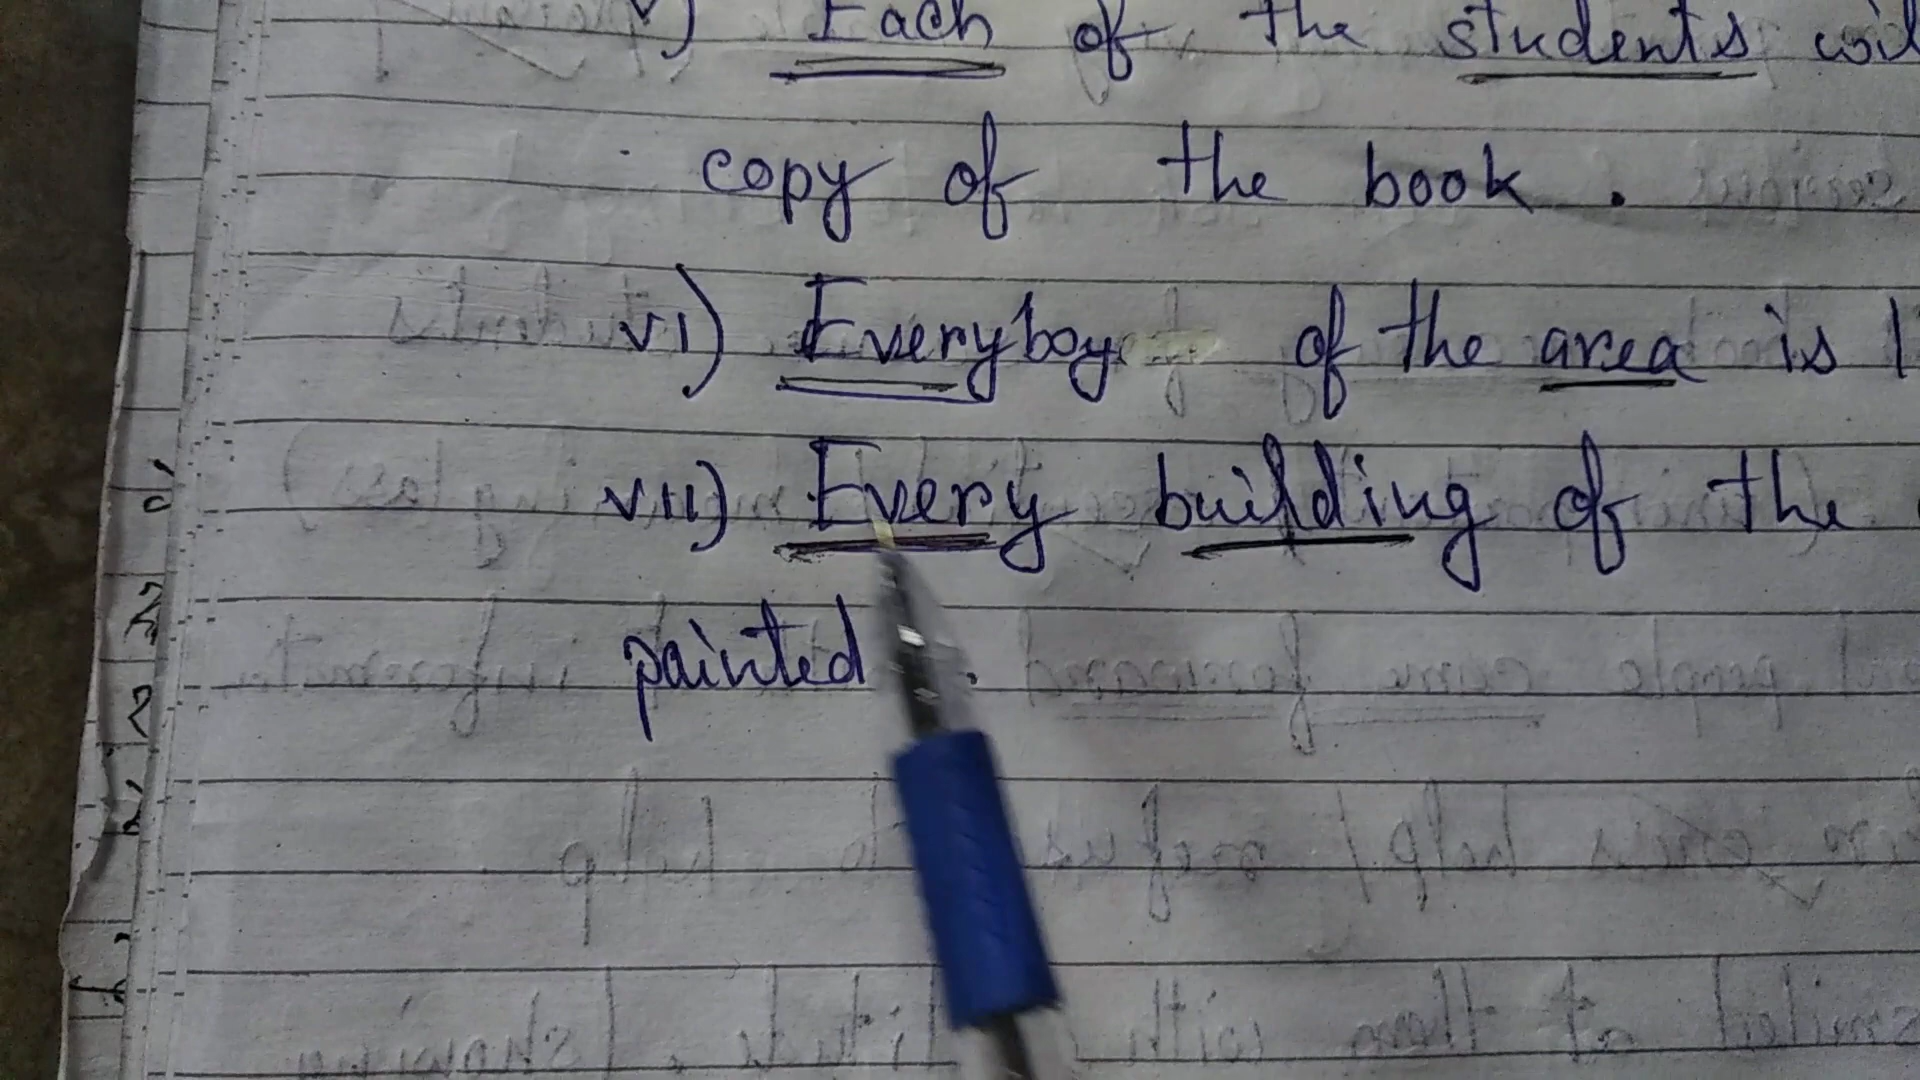 v) Each of the students
copy of the book.
vi) Everyboy of the area is
vii) Every building of the
painted.